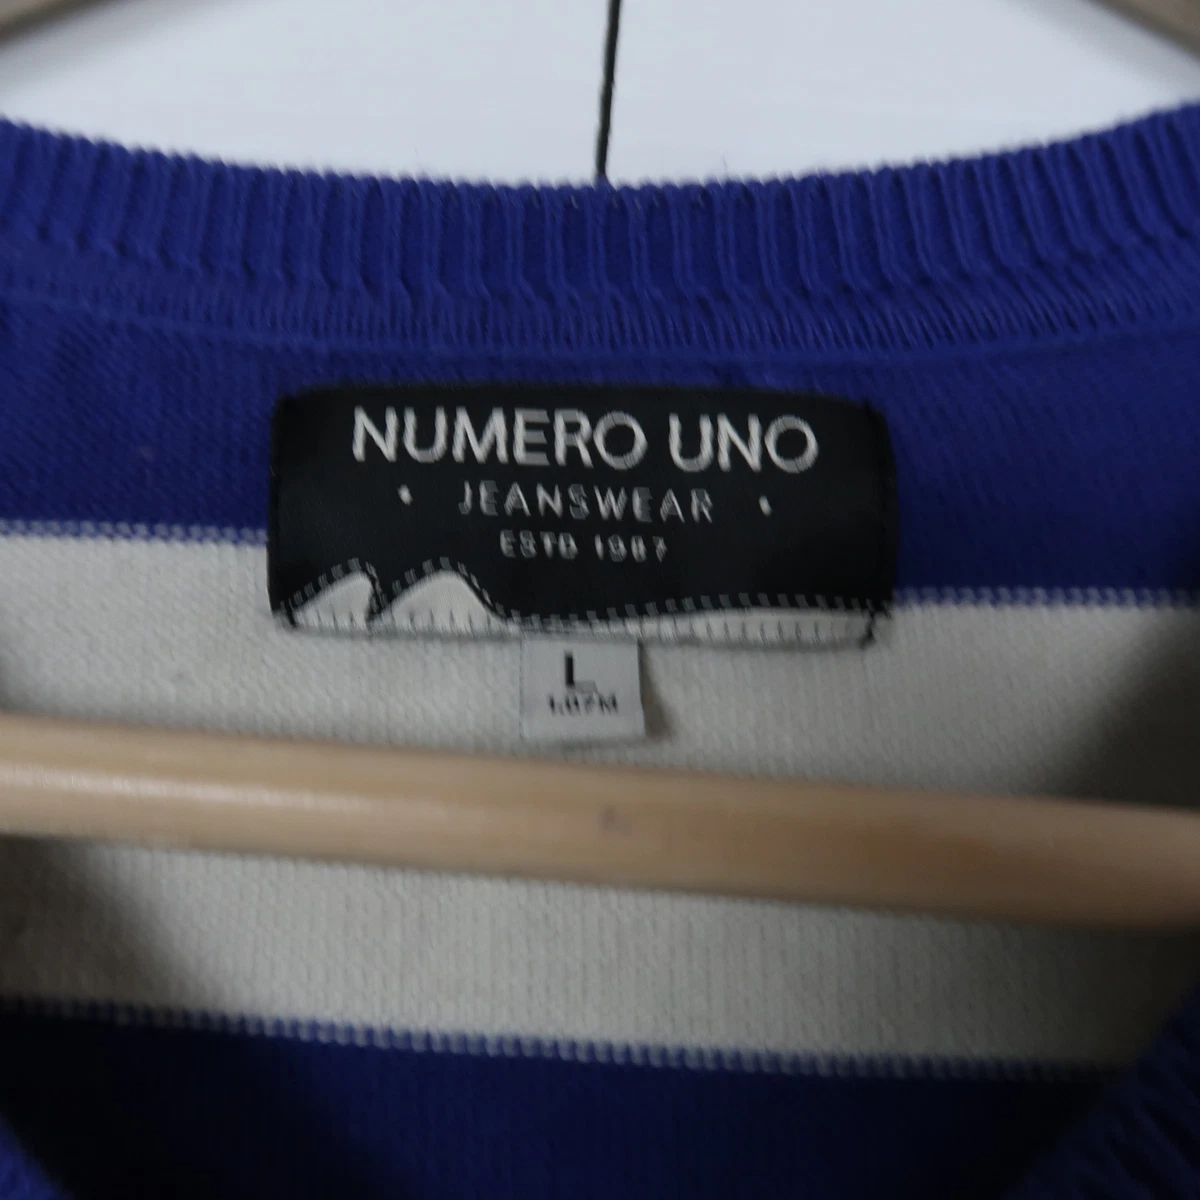 NUMERO UNO
• JEANSWEAR •
ESTD 1987
L